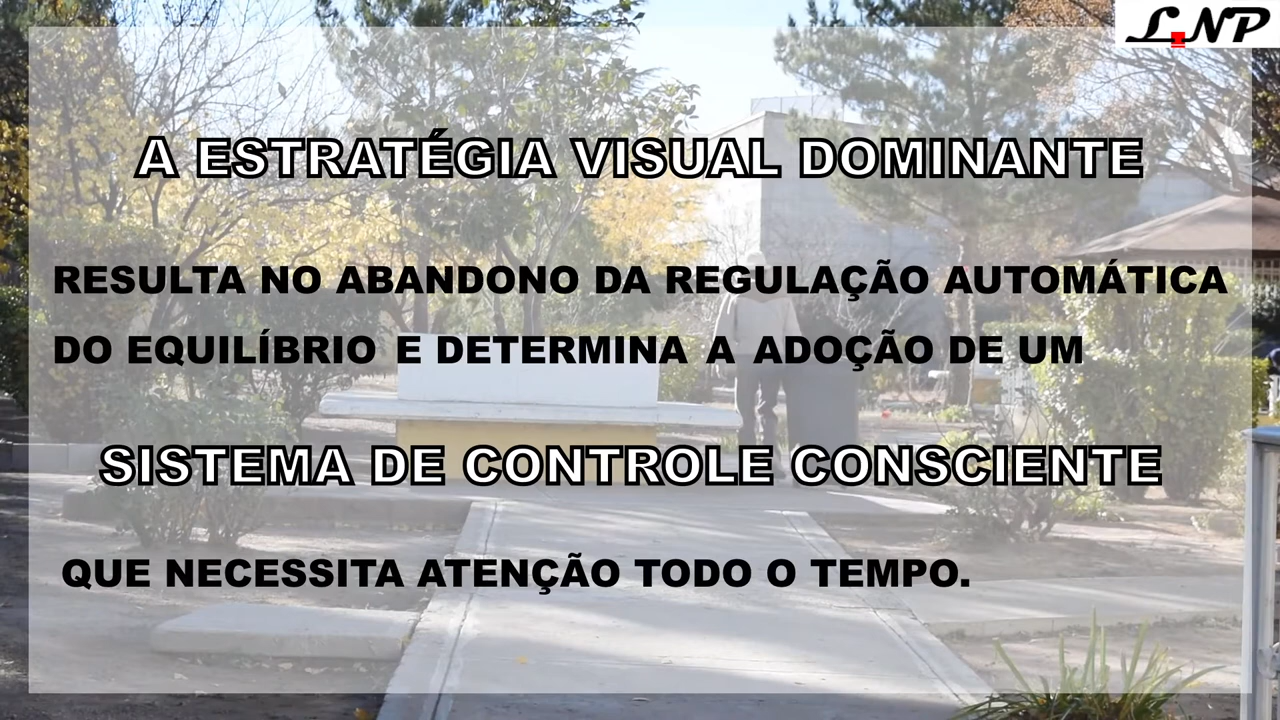 LNP
A ESTRATÉGIA VISUAL DOMINANTE
RESULTA NO ABANDONO DA REGULAÇÃO AUTOMÁTICA
DO EQUILÍBRIO E DETERMINA A ADOÇÃO DE UM
SISTEMA DE CONTROLE CONSCIENTE
QUE NECESSITA ATENÇÃO TODO O TEMPO.